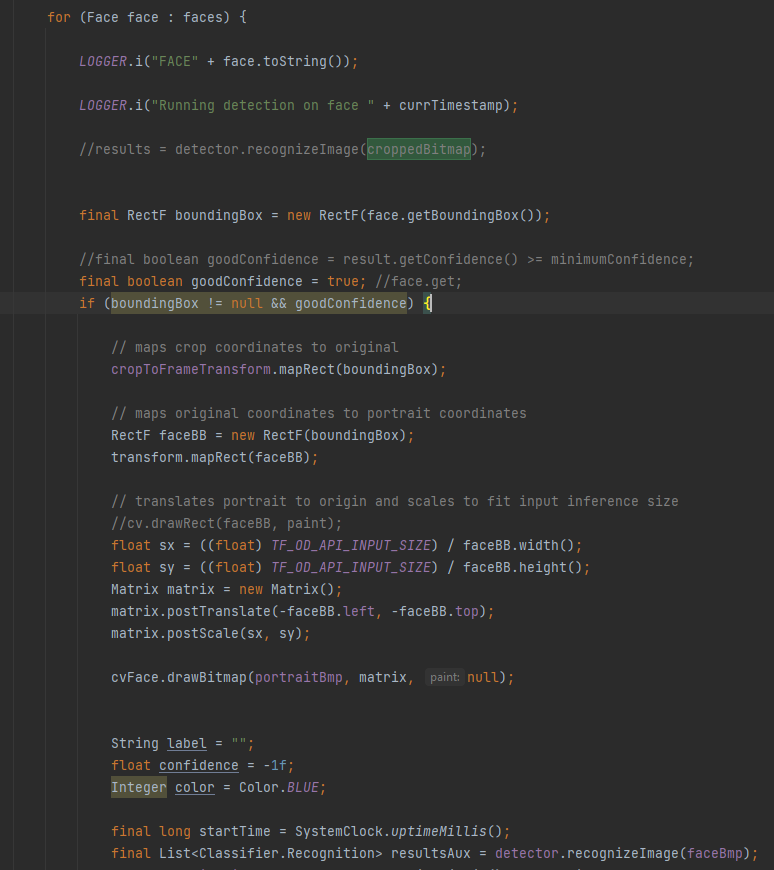 for (Face face : faces) {
LOGGER.i("FACE" + face.toString());
LOGGER.i("Running detection on face " + currTimestamp);
//results = detector.recognizeImage(croppedBitmap);
final RectF boundingBox = new RectF(face.getBoundingBox());
//final boolean goodConfidence = result.getConfidence() >= minimumConfidence;
final boolean goodConfidence = true; //face.get;
if (boundingBox != null && goodConfidence) {
// maps crop coordinates to original
cropToFrameTransform.mapRect(boundingBox);
// maps original coordinates to portrait coordinates
RectF faceBB = new RectF(boundingBox);
transform.mapRect(faceBB);
// translates portrait to origin and scales to fit input inference size
//cv.drawRect(faceBB, paint);
float sx = ((float) TF_OD_API_INPUT_SIZE) / faceBB.width();
float sy = ((float) TF_OD_API_INPUT_SIZE) / faceBB.height();
Matrix matrix = new Matrix();
matrix.postTranslate(-faceBB.left, -faceBB.top);
matrix.postScale(sx, sy);
cvFace.drawBitmap(portraitBmp, matrix, paint: null);
String label = "";
float confidence = -1f;
Integer color = Color.BLUE;
final long startTime = SystemClock.uptimeMillis();
final List<Classifier.Recognition> resultsAux = detector.recognizeImage(faceBmp);